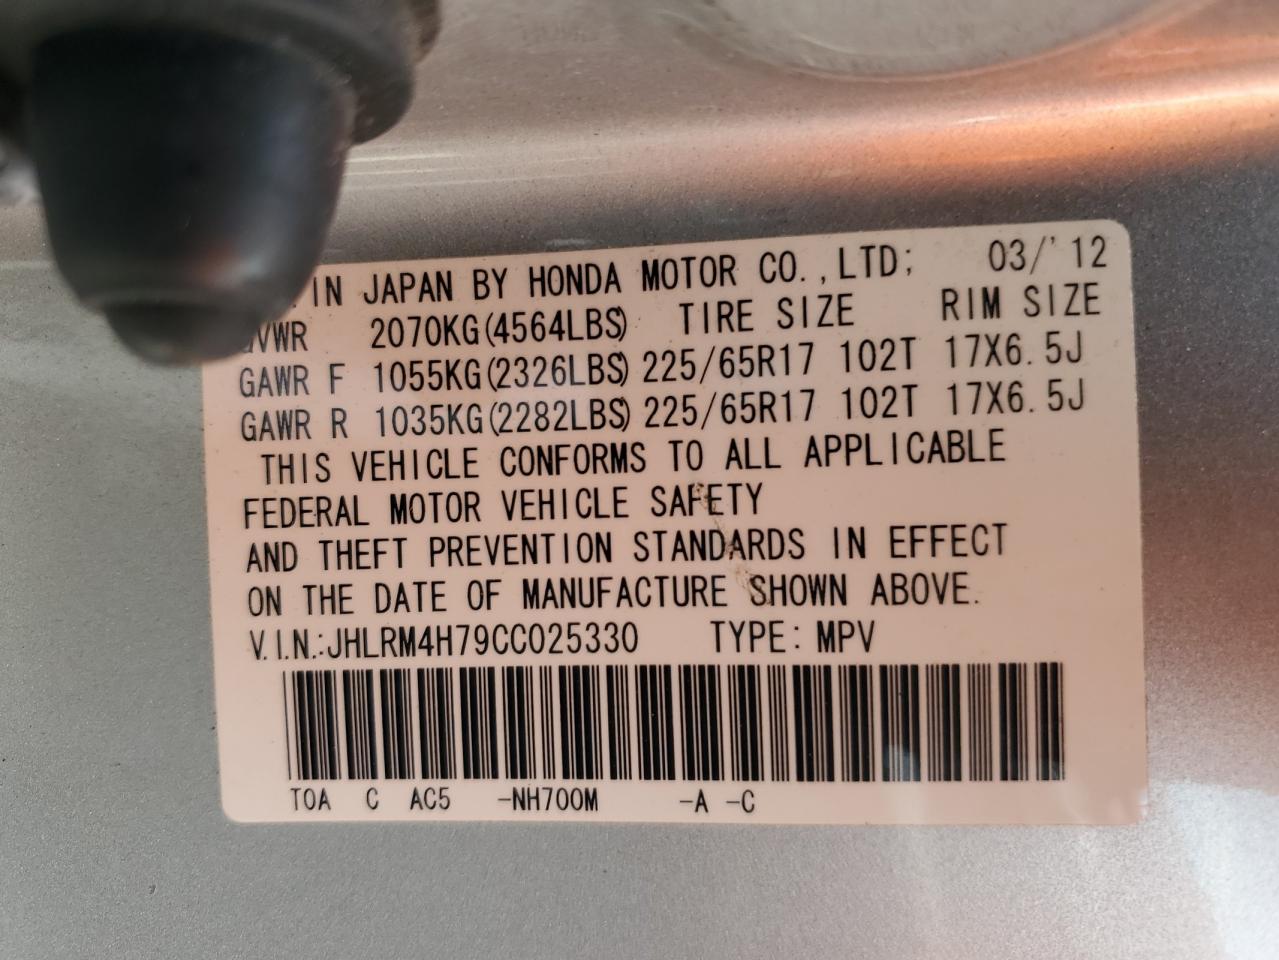 IN JAPAN BY HONDA MOTOR CO.,LTD; 03/'12
GVWR 2070KG(4564LBS) TIRE SIZE RIM SIZE
GAWR F 1055KG(2326LBS) 225/65R17 102T 17X6.5J
GAWR R 1035KG(2282LBS) 225/65R17 102T 17X6.5J
THIS VEHICLE CONFORMS TO ALL APPLICABLE
FEDERAL MOTOR VEHICLE SAFETY
AND THEFT PREVENTION STANDARDS IN EFFECT
ON THE DATE OF MANUFACTURE SHOWN ABOVE.
V.I.N.:JHLRM4H79CC025330 TYPE: MPV
TOA C AC5 -NH700M -A -C